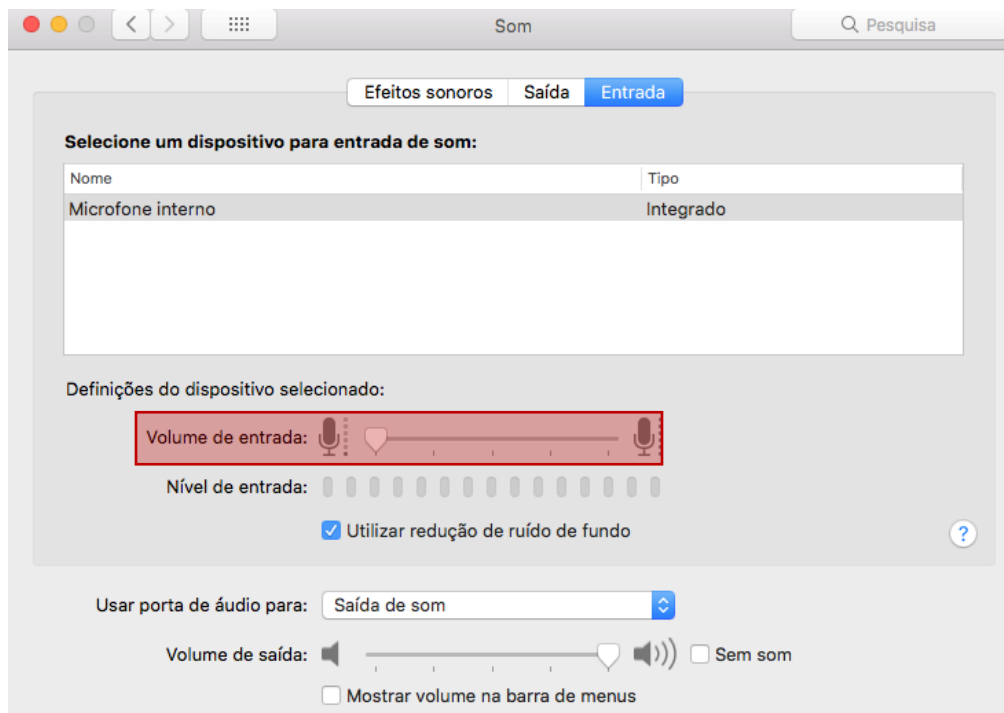 Som
Pesquisa
Efeitos sonoros Saída Entrada
Selecione um dispositivo para entrada de som:
Nome Tipo
Microfone interno Integrado
Definições do dispositivo selecionado:
Volume de entrada:
Nível de entrada:
Utilizar redução de ruído de fundo
?
Usar porta de áudio para: Saída de som
Volume de saída: Sem som
Mostrar volume na barra de menus